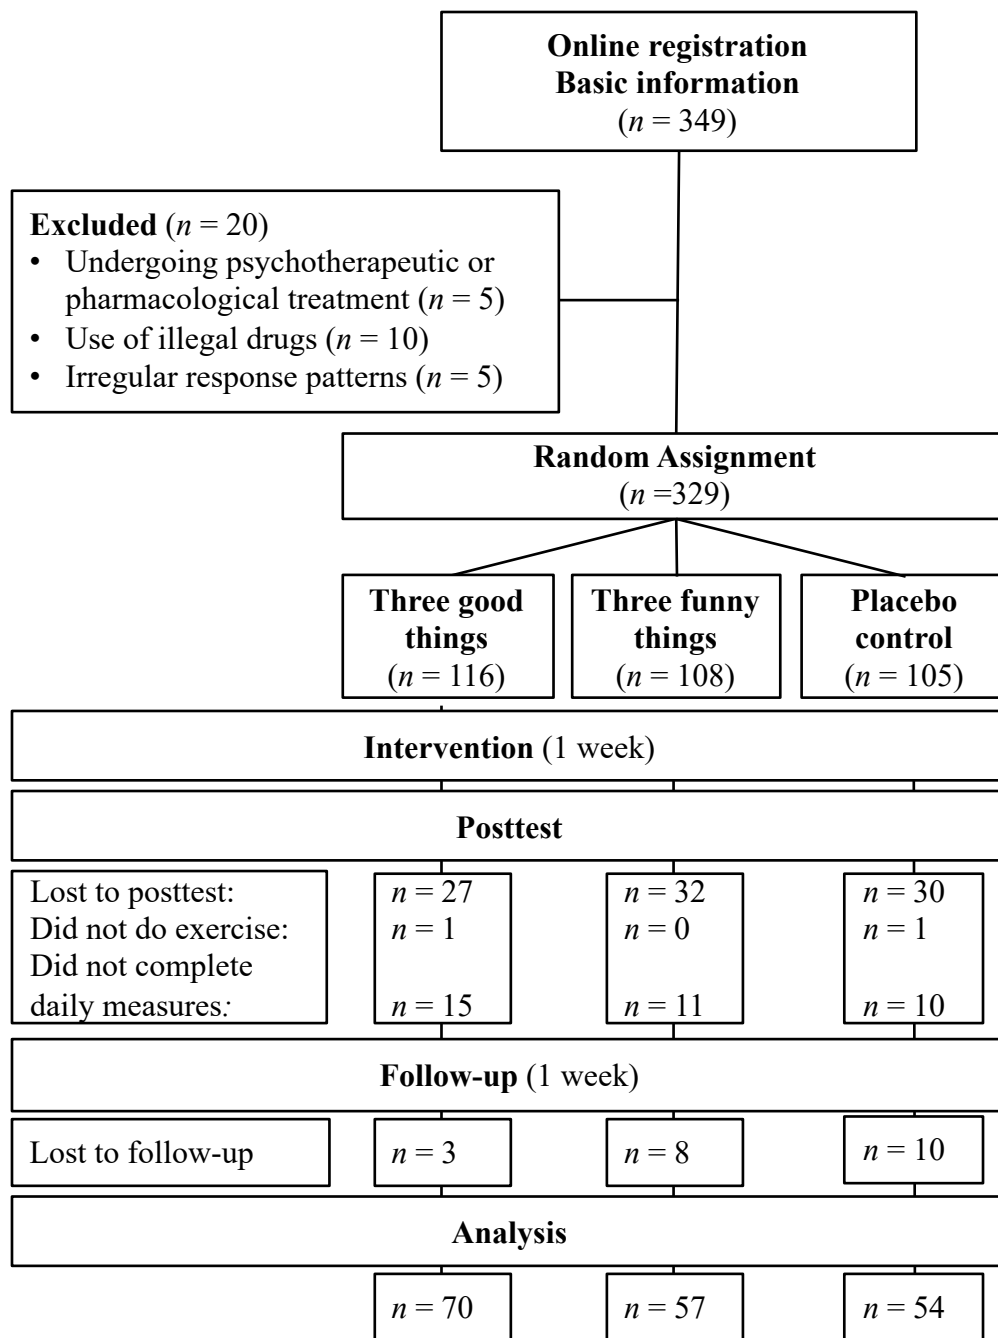 Online registration
Basic information
(n = 349)
Excluded (n = 20)
• Undergoing psychotherapeutic or
pharmacological treatment (n = 5)
• Use of illegal drugs (n = 10)
• Irregular response patterns (n = 5)
Random Assignment
(n =329)
Three good
things
(n = 116)
Three funny
things
(n = 108)
Placebo
control
(n = 105)
Intervention (1 week)
Posttest
Lost to posttest: n = 27 n = 32 n = 30
Did not do exercise: n = 1 n = 0 n = 1
Did not complete
daily measures: n = 15 n = 11 n = 10
Follow-up (1 week)
Lost to follow-up n = 3 n = 8 n = 10
Analysis
n = 70 n = 57 n = 54